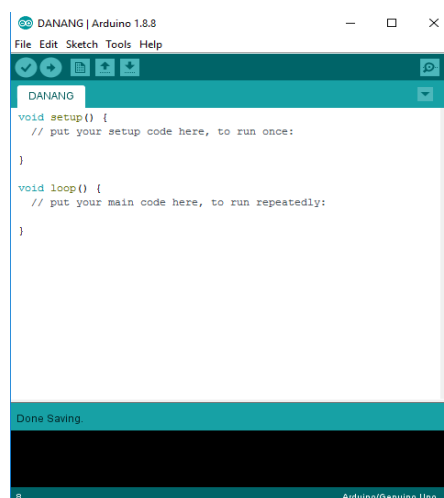 DANANG | Arduino 1.8.8
File Edit Sketch Tools Help
DANANG
void setup() {
  // put your setup code here, to run once:
}
void loop() {
  // put your main code here, to run repeatedly:
}
Done Saving.
8 Arduino/Genuino Uno